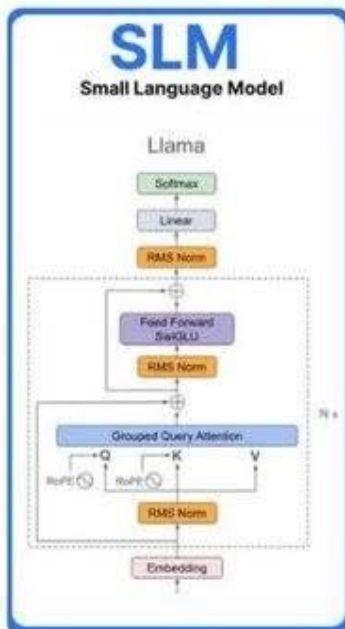 SLM
Small Language Model
Llama
Softmax
Linear
RMS Norm
Feed Forward
SwiGLU
RMS Norm
N x
Grouped Query Attention
Q K V
RoPE RoPE
RMS Norm
Embedding